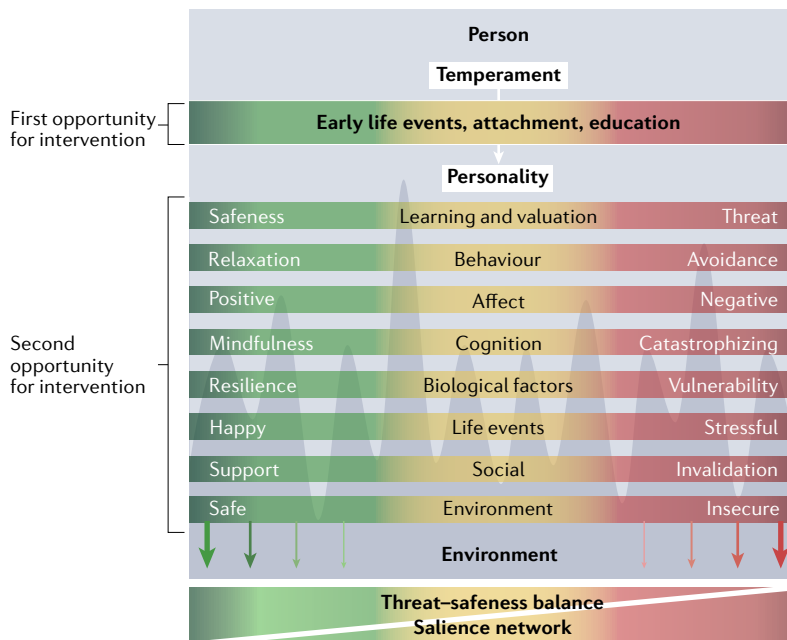 Person
Temperament
First opportunity
for intervention
Early life events, attachment, education
Personality
Second
opportunity
for intervention
Safeness Learning and valuation Threat
Relaxation Behaviour Avoidance
Positive Affect Negative
Mindfulness Cognition Catastrophizing
Resilience Biological factors Vulnerability
Happy Life events Stressful
Support Social Invalidation
Safe Environment Insecure
Environment
Threat–safeness balance
Salience network